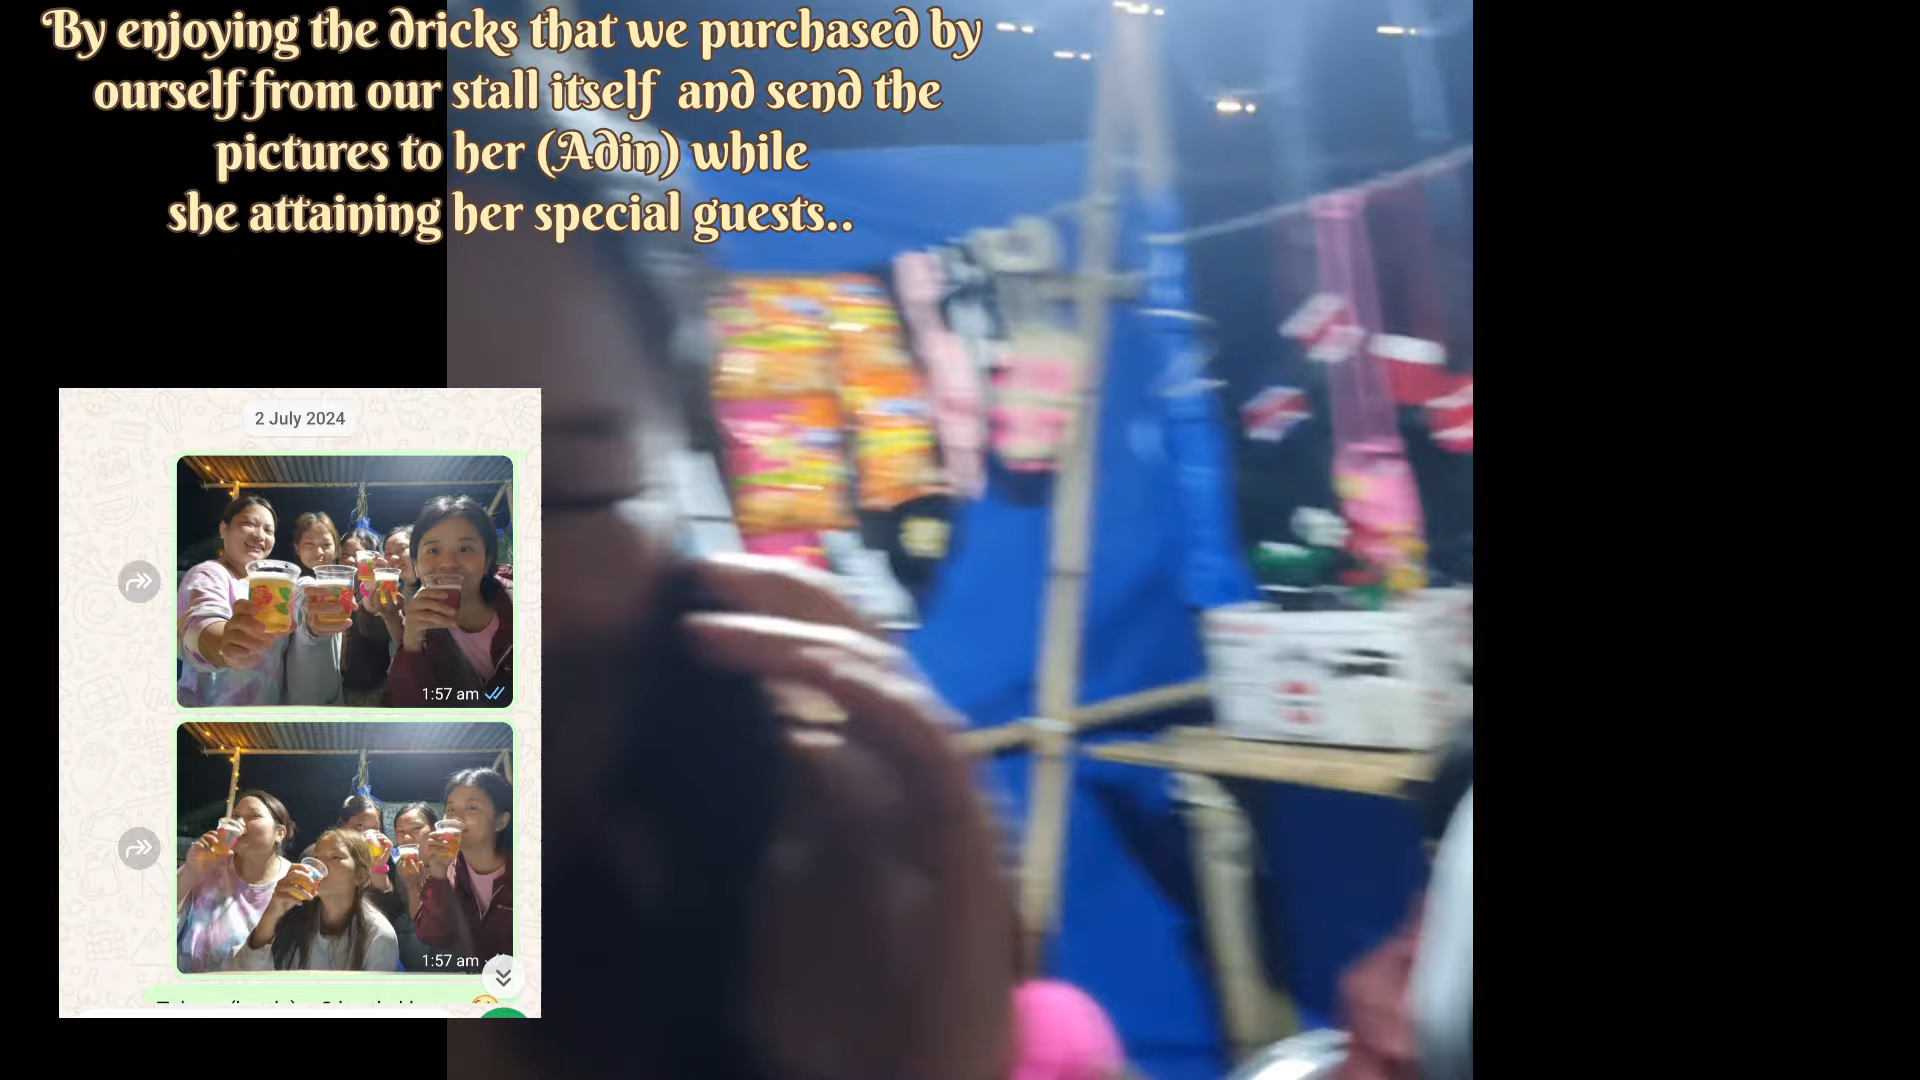 By enjoying the dricks that we purchased by
ourself from our stall itself and send the
pictures to her (Adin) while
she attaining her special guests..
2 July 2024
1:57 am
1:57 am